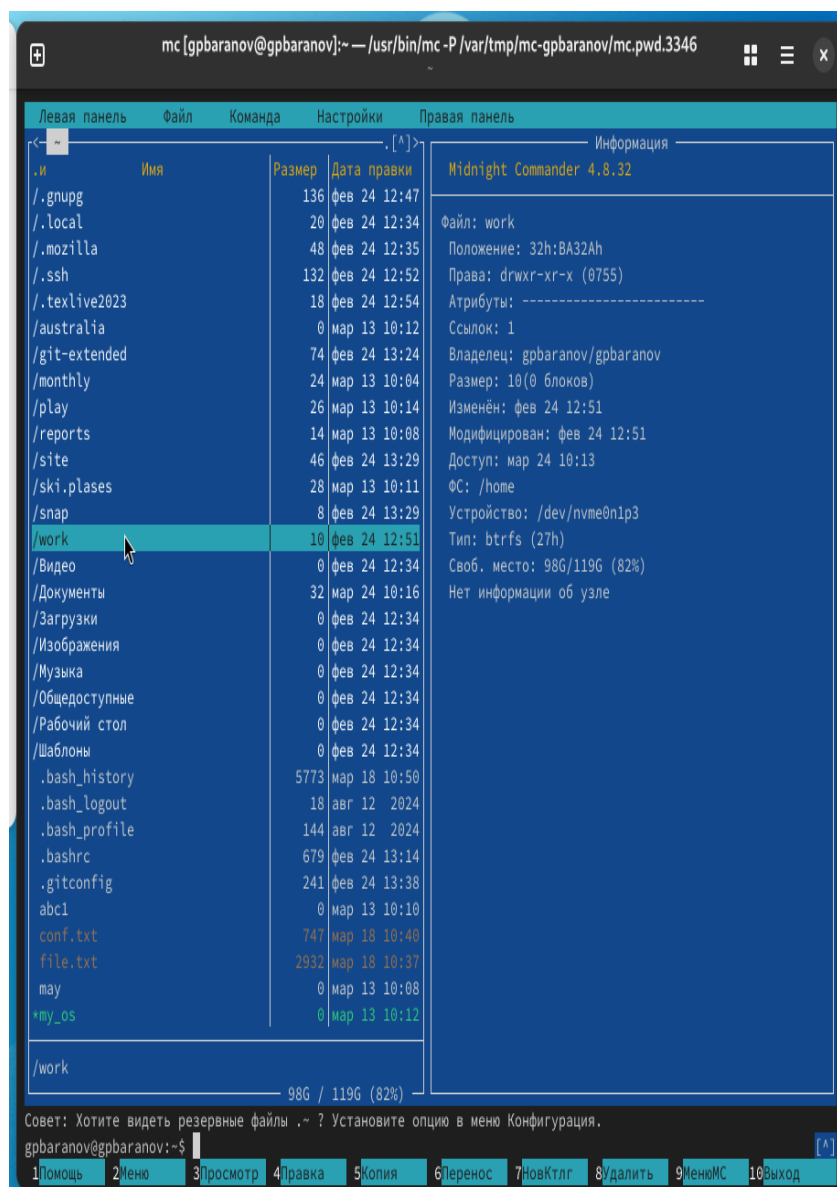 mc [gpbaranov@gpbaranov]:~ — /usr/bin/mc -P /var/tmp/mc-gpbaranov/mc.pwd.3346
~
Левая панель Файл Команда Настройки Правая панель
<─ ~ ─.[^]>
.и Имя Размер Дата правки
/.gnupg 136 фев 24 12:47
/.local 20 фев 24 12:34
/.mozilla 48 фев 24 12:35
/.ssh 132 фев 24 12:52
/.texlive2023 18 фев 24 12:54
/australia 0 мар 13 10:12
/git-extended 74 фев 24 13:24
/monthly 24 мар 13 10:04
/play 26 мар 13 10:14
/reports 14 мар 13 10:08
/site 46 фев 24 13:29
/ski.plases 28 мар 13 10:11
/snap 8 фев 24 13:29
/work 10 фев 24 12:51
/Видео 0 фев 24 12:34
/Документы 32 мар 24 10:16
/Загрузки 0 фев 24 12:34
/Изображения 0 фев 24 12:34
/Музыка 0 фев 24 12:34
/Общедоступные 0 фев 24 12:34
/Рабочий стол 0 фев 24 12:34
/Шаблоны 0 фев 24 12:34
.bash_history 5773 мар 18 10:50
.bash_logout 18 авг 12 2024
.bash_profile 144 авг 12 2024
.bashrc 679 фев 24 13:14
.gitconfig 241 фев 24 13:38
abc1 0 мар 13 10:10
conf.txt 747 мар 18 10:40
file.txt 2932 мар 18 10:37
may 0 мар 13 10:08
*my_os 0 мар 13 10:12
/work
98G / 119G (82%)
Информация
Midnight Commander 4.8.32
Файл: work
Положение: 32h:BA32Ah
Права: drwxr-xr-x (0755)
Атрибуты: -------------------------
Ссылок: 1
Владелец: gpbaranov/gpbaranov
Размер: 10(0 блоков)
Изменён: фев 24 12:51
Модифицирован: фев 24 12:51
Доступ: мар 24 10:13
ФС: /home
Устройство: /dev/nvme0n1p3
Тип: btrfs (27h)
Своб. место: 98G/119G (82%)
Нет информации об узле
Совет: Хотите видеть резервные файлы .~ ? Установите опцию в меню Конфигурация.
gpbaranov@gpbaranov:~$ [^]
1Помощь 2Меню 3Просмотр 4Правка 5Копия 6Перенос 7НовКтлг 8Удалить 9МенюМС 10Выход